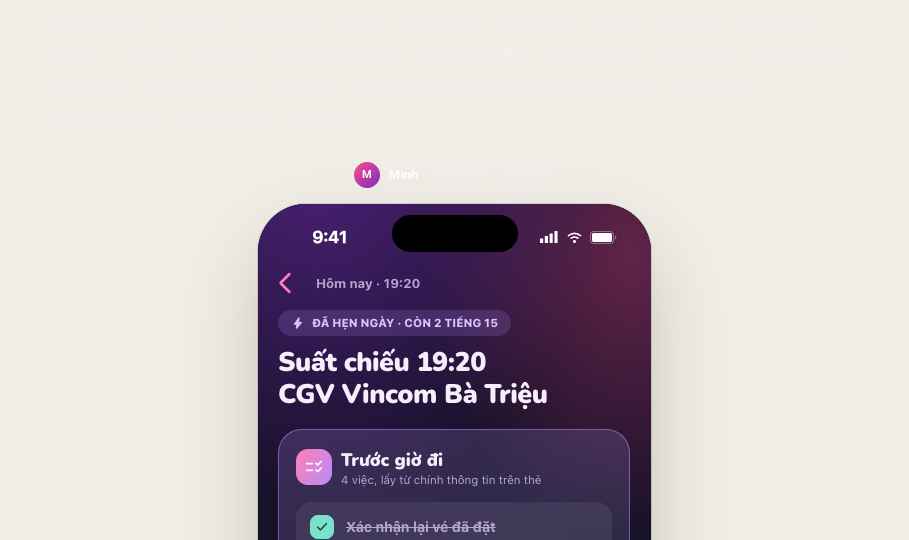 M Minh
9:41
Hôm nay · 19:20
ĐÃ HẸN NGÀY · CÒN 2 TIẾNG 15
Suất chiếu 19:20
CGV Vincom Bà Triệu
Trước giờ đi
4 việc, lấy từ chính thông tin trên thẻ
Xác nhận lại vé đã đặt